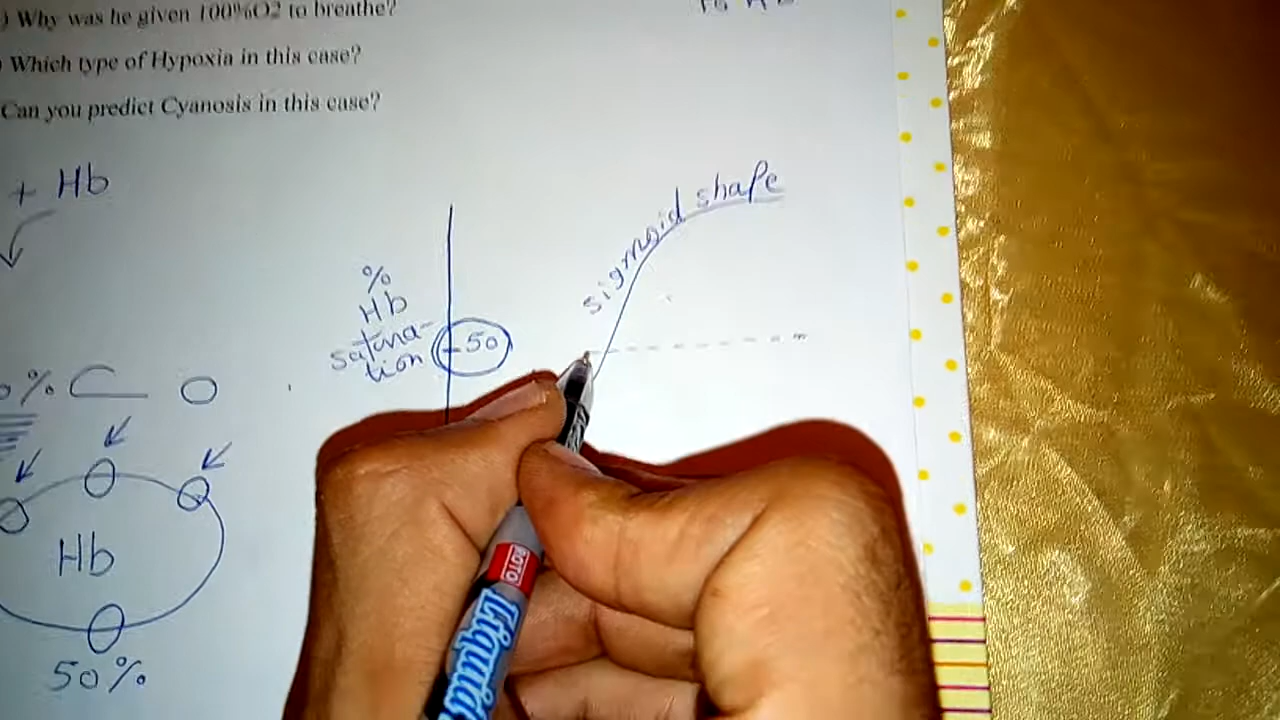 ) Why was he given 100%O2 to breathe?
) Which type of Hypoxia in this case?
Can you predict Cyanosis in this case?
+ Hb
sigmoid shape
%
Hb
satura-
tion
50
%
Hb
50%
ROTO
Liquid